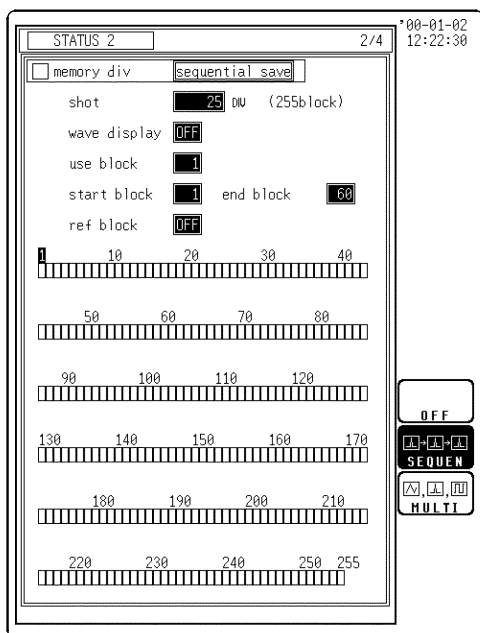 '00-01-02
STATUS 2 2/4 12:22:30
memory div sequential save
shot 25 DIV (255block)
wave display OFF
use block 1
start block 1 end block 60
ref block OFF
1 10 20 30 40
50 60 70 80
90 100 110 120
OFF
130 140 150 160 170
SEQUEN
180 190 200 210
MULTI
220 230 240 250 255